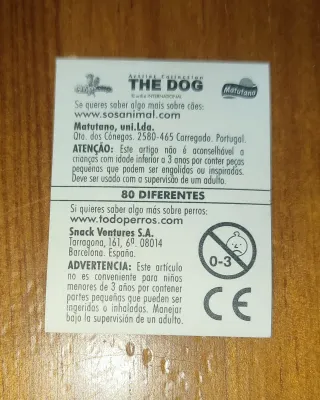 Artlist Collection
THE DOG
Matutano
Se queres saber algo mais sobre cães:
www.sosanimal.com
Matutano, uni.Lda.
Qta. dos Cónegos. 2580-465 Carregado. Portugal.
ATENÇÃO: Este artigo não é aconselhável a
crianças com idade inferior a 3 anos por conter peças
pequenas que podem ser engolidas ou inspiradas.
Deve ser usado com a supervisão de um adulto.
80 DIFERENTES
Si quieres saber algo más sobre perros:
www.todoperros.com
Snack Ventures S.A.
Tarragona, 161, 6º. 08014
Barcelona. España.
ADVERTENCIA: Este artículo
no es conveniente para niños
menores de 3 años por contener
partes pequeñas que pueden ser
ingeridas o inhaladas. Manejar
bajo la supervisión de un adulto.
0-3
CE